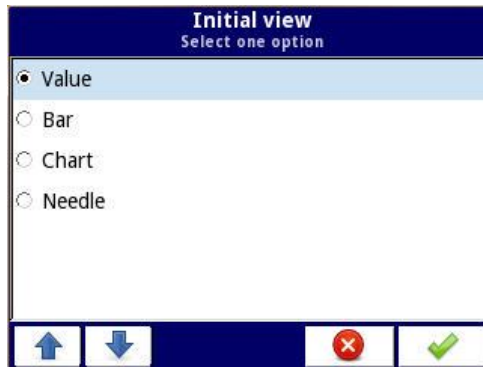 Initial view
Select one option
Value
Bar
Chart
Needle